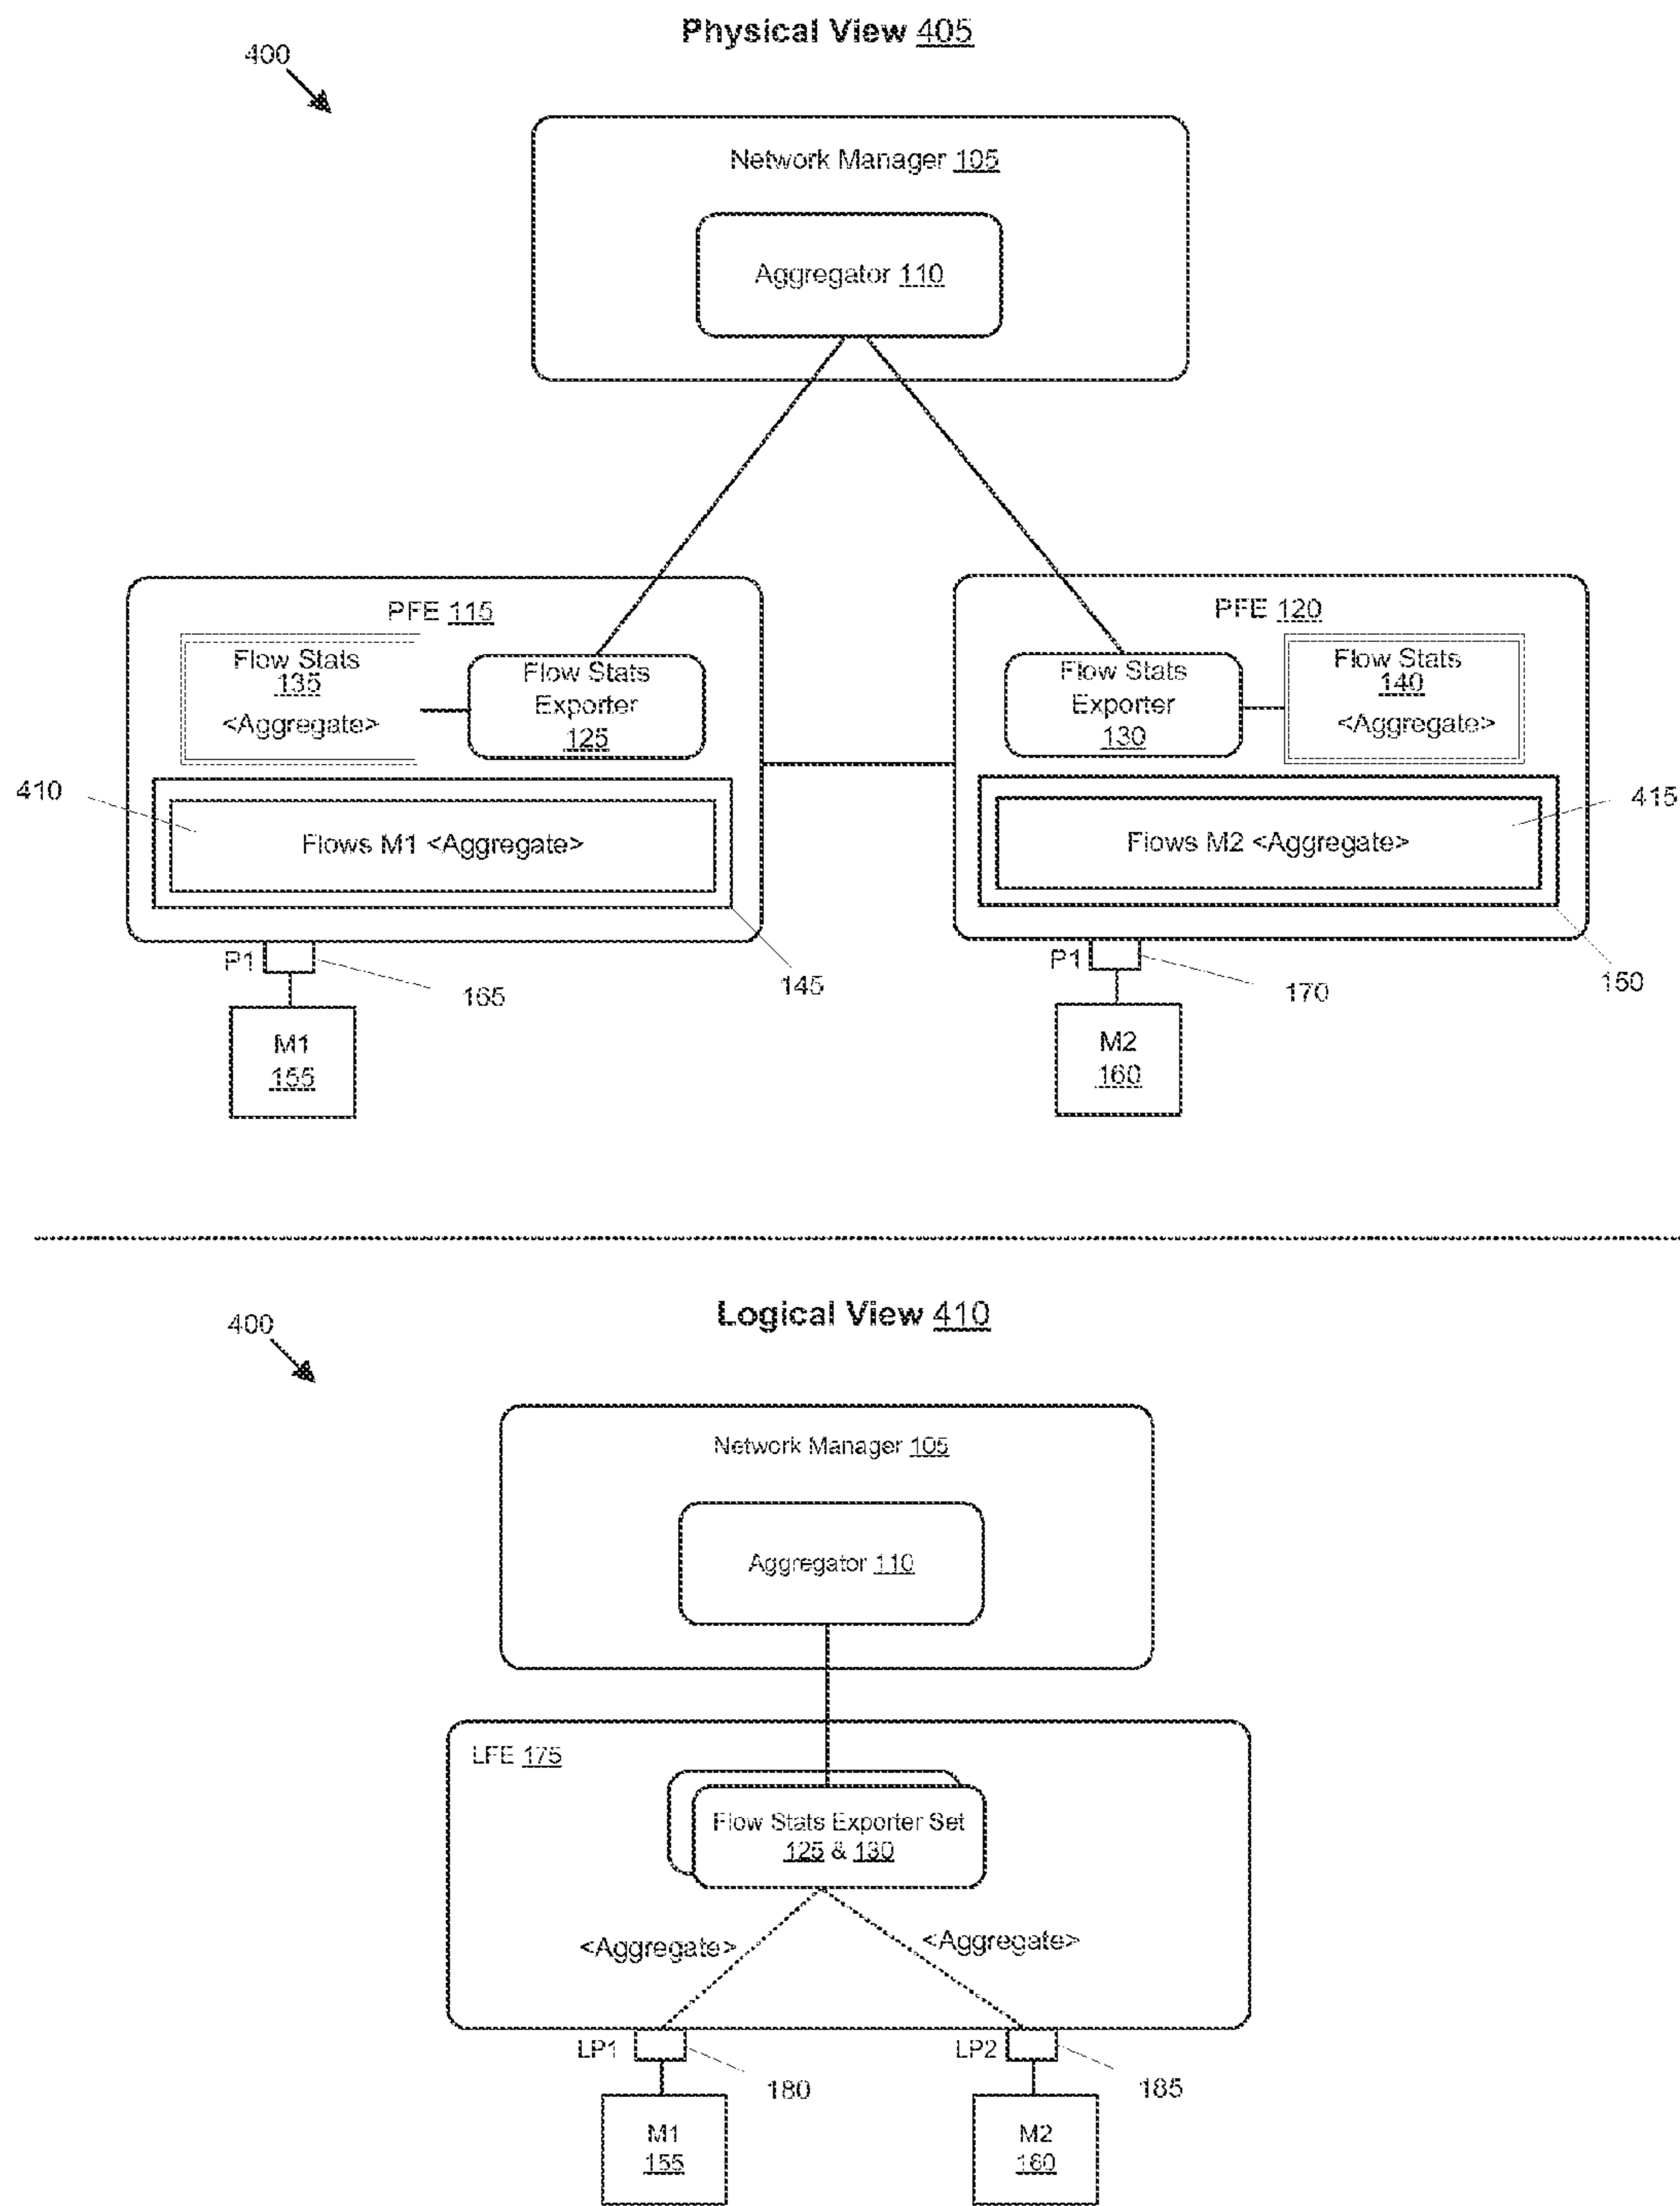 Physical View 405
400
Network Manager 105
Aggregator 110
PFE 115
Flow Stats
135
<Aggregate>
Flow Stats
Exporter
125
410
Flows M1 <Aggregate>
P1
165
145
M1
155
PFE 120
Flow Stats
Exporter
130
Flow Stats
140
<Aggregate>
415
Flows M2 <Aggregate>
P1
170
150
M2
160
Logical View 410
400
Network Manager 105
Aggregator 110
LFE 175
Flow Stats Exporter Set
125 & 130
<Aggregate>
<Aggregate>
LP1
180
LP2
185
M1
155
M2
160